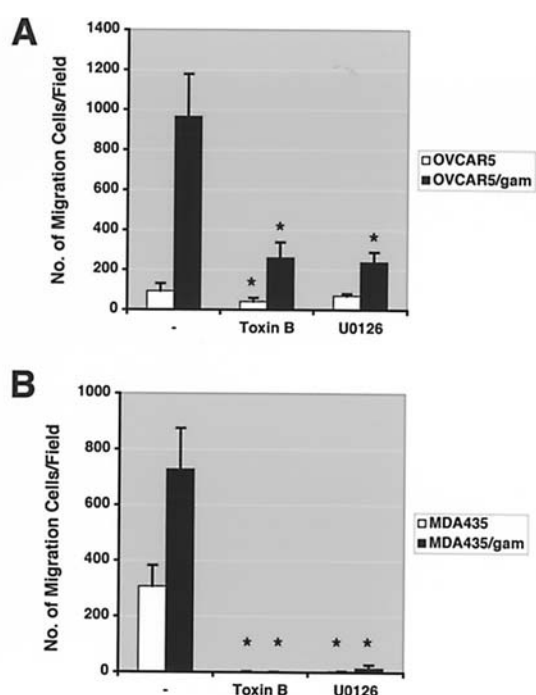 A
No. of Migration Cells/Field
1400
1200
1000
800
600
400
200
0
- Toxin B U0126
OVCAR5
OVCAR5/gam
* * *
B
No. of Migration Cells/Field
1000
800
600
400
200
0
- Toxin B U0126
MDA435
MDA435/gam
* * * *